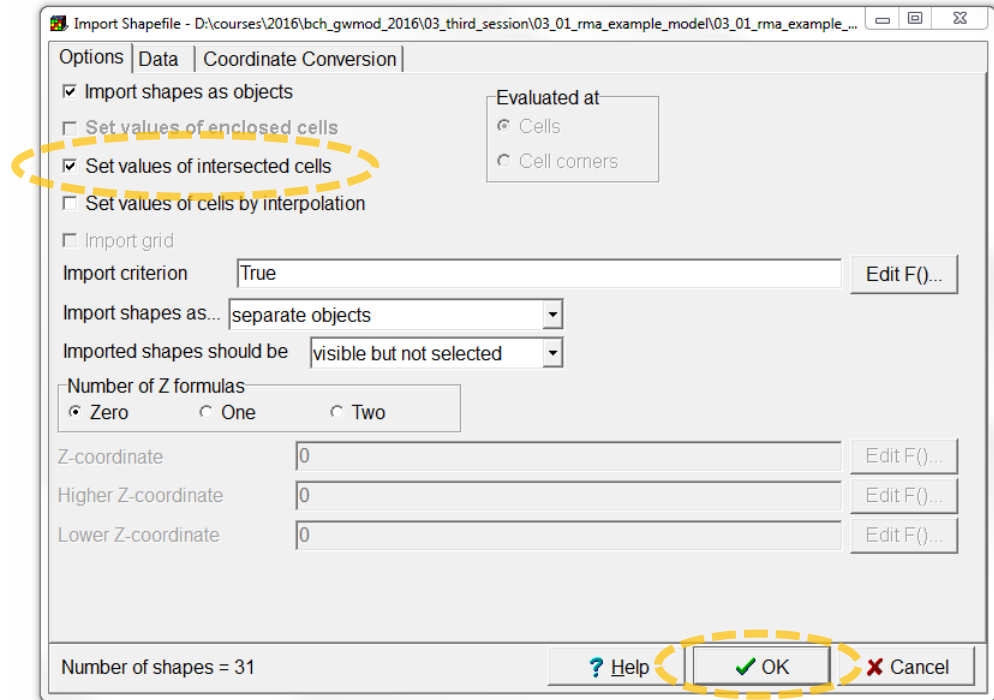 Import Shapefile - D:\courses\2016\bch_gwmod_2016\03_third_session\03_01_rma_example_model\03_01_rma_example_...
Options Data Coordinate Conversion
Import shapes as objects
Evaluated at
Set values of enclosed cells
Cells
Set values of intersected cells
Cell corners
Set values of cells by interpolation
Import grid
Import criterion True Edit F()...
Import shapes as... separate objects
Imported shapes should be visible but not selected
Number of Z formulas
Zero One Two
Z-coordinate 0 Edit F()...
Higher Z-coordinate 0 Edit F()...
Lower Z-coordinate 0 Edit F()...
Number of shapes = 31 ? Help OK Cancel